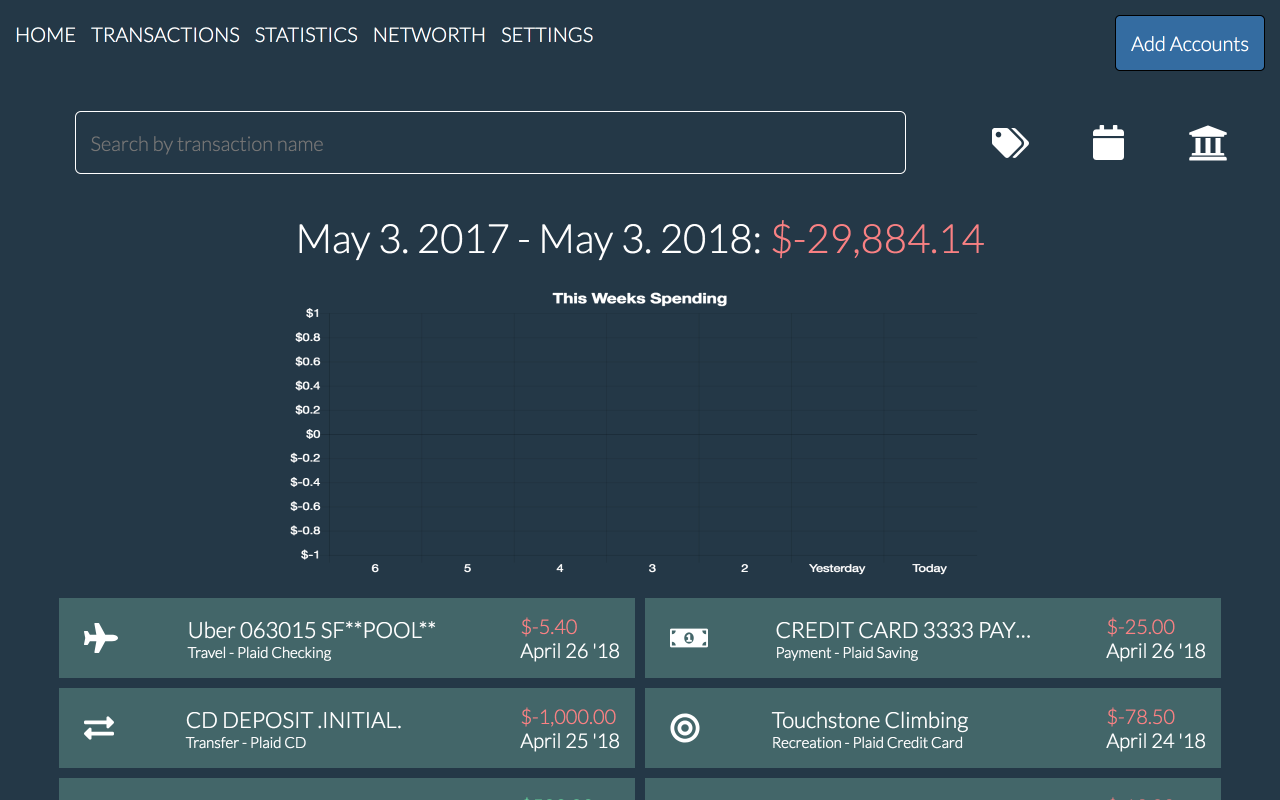 HOME TRANSACTIONS STATISTICS NETWORTH SETTINGS
Add Accounts
Search by transaction name
May 3. 2017 - May 3. 2018: $-29,884.14
This Weeks Spending
$1
$0.8
$0.6
$0.4
$0.2
$0
$-0.2
$-0.4
$-0.6
$-0.8
$-1
6 5 4 3 2 Yesterday Today
Uber 063015 SF**POOL**
Travel - Plaid Checking
$-5.40
April 26 '18
CREDIT CARD 3333 PAY...
Payment - Plaid Saving
$-25.00
April 26 '18
CD DEPOSIT .INITIAL.
Transfer - Plaid CD
$-1,000.00
April 25 '18
Touchstone Climbing
Recreation - Plaid Credit Card
$-78.50
April 24 '18